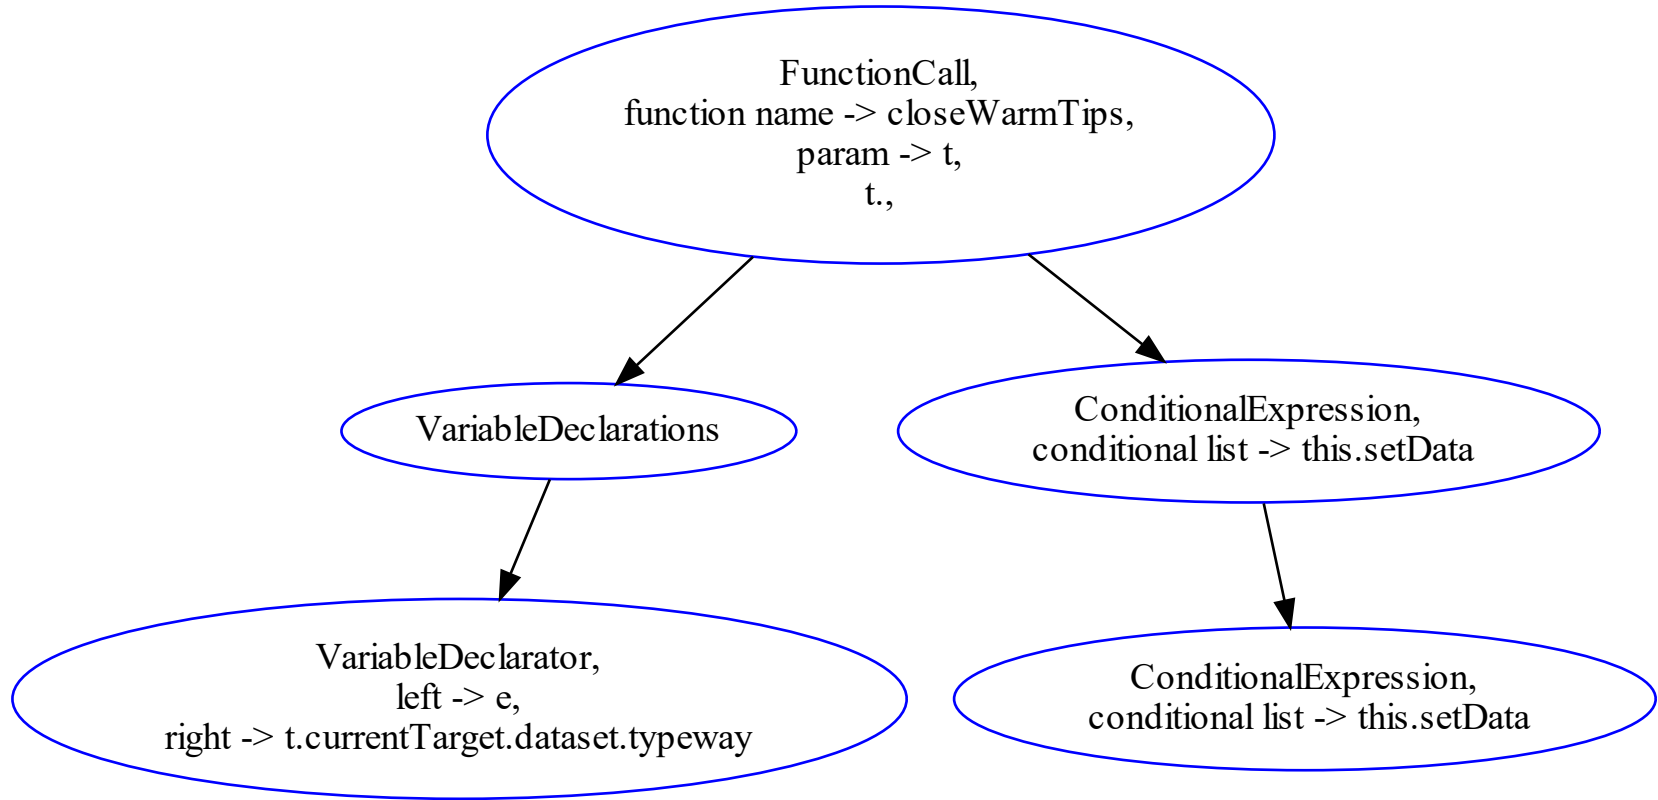 FunctionCall,
function name -> closeWarmTips,
param -> t,
t.,
VariableDeclarations
ConditionalExpression,
conditional list -> this.setData
VariableDeclarator,
left -> e,
right -> t.currentTarget.dataset.typeway
ConditionalExpression,
conditional list -> this.setData